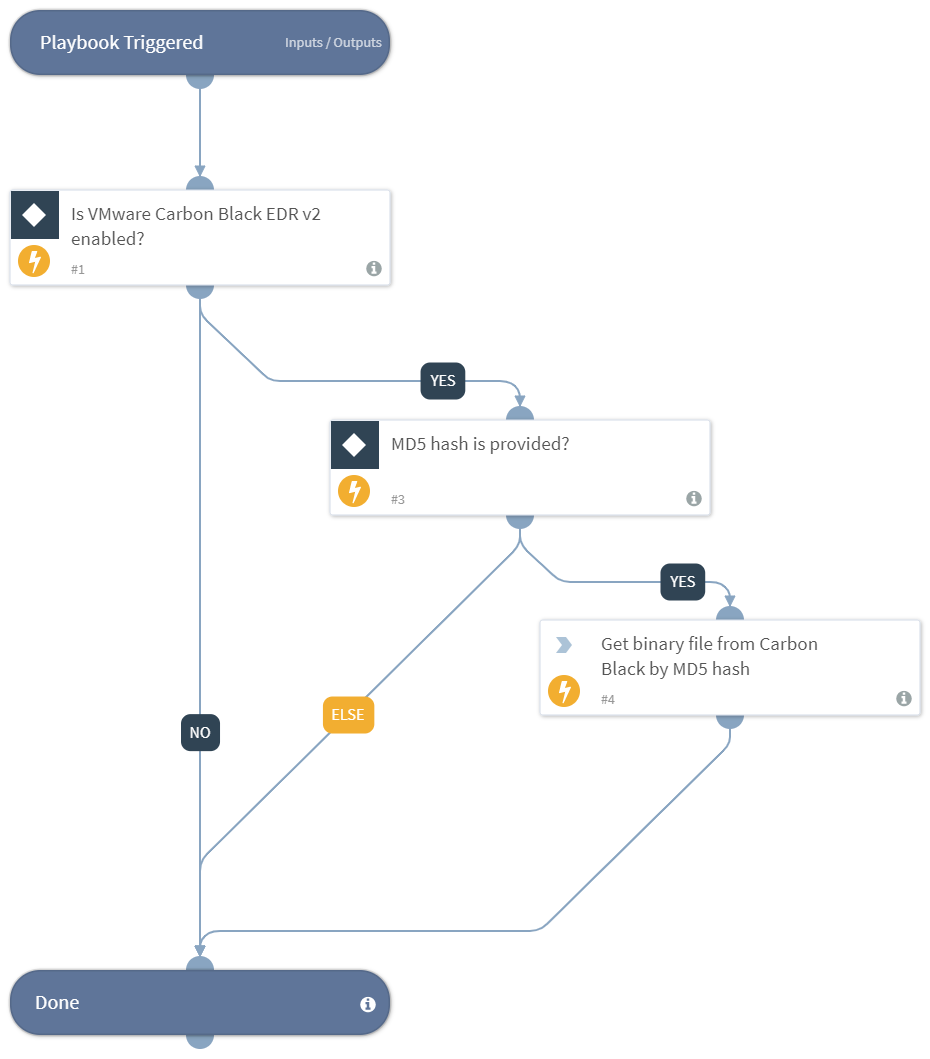 Playbook Triggered
Inputs / Outputs
Is VMware Carbon Black EDR v2
enabled?
#1
YES
MD5 hash is provided?
#3
YES
Get binary file from Carbon
Black by MD5 hash
#4
ELSE
NO
Done